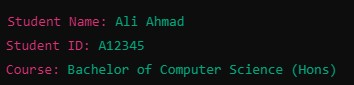 Student Name: Ali Ahmad
Student ID: A12345
Course: Bachelor of Computer Science (Hons)